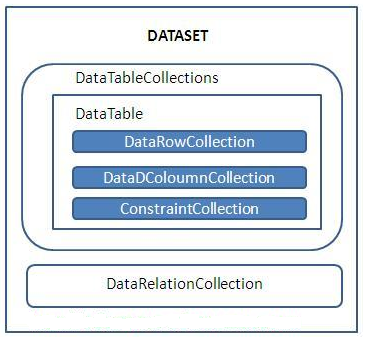 DATASET
DataTableCollections
DataTable
DataRowCollection
DataDColoumnCollection
ConstraintCollection
DataRelationCollection